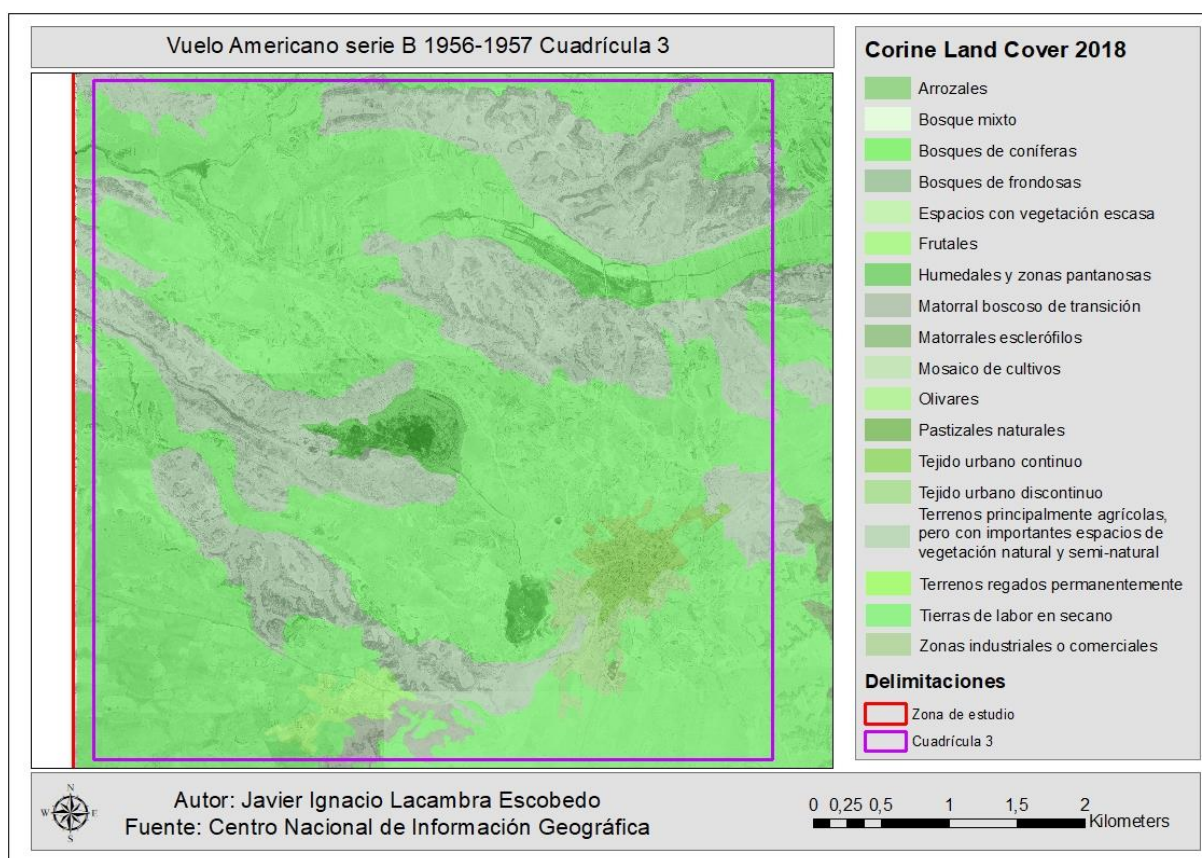 Vuelo Americano serie B 1956-1957 Cuadrícula 3
Corine Land Cover 2018
Arrozales
Bosque mixto
Bosques de coníferas
Bosques de frondosas
Espacios con vegetación escasa
Frutales
Humedales y zonas pantanosas
Matorral boscoso de transición
Matorrales esclerófilos
Mosaico de cultivos
Olivares
Pastizales naturales
Tejido urbano continuo
Tejido urbano discontinuo
Terrenos principalmente agrícolas,
pero con importantes espacios de
vegetación natural y semi-natural
Terrenos regados permanentemente
Tierras de labor en secano
Zonas industriales o comerciales
Delimitaciones
Zona de estudio
Cuadrícula 3
N
W E
S
Autor: Javier Ignacio Lacambra Escobedo
Fuente: Centro Nacional de Información Geográfica
0 0,25 0,5 1 1,5 2
Kilometers